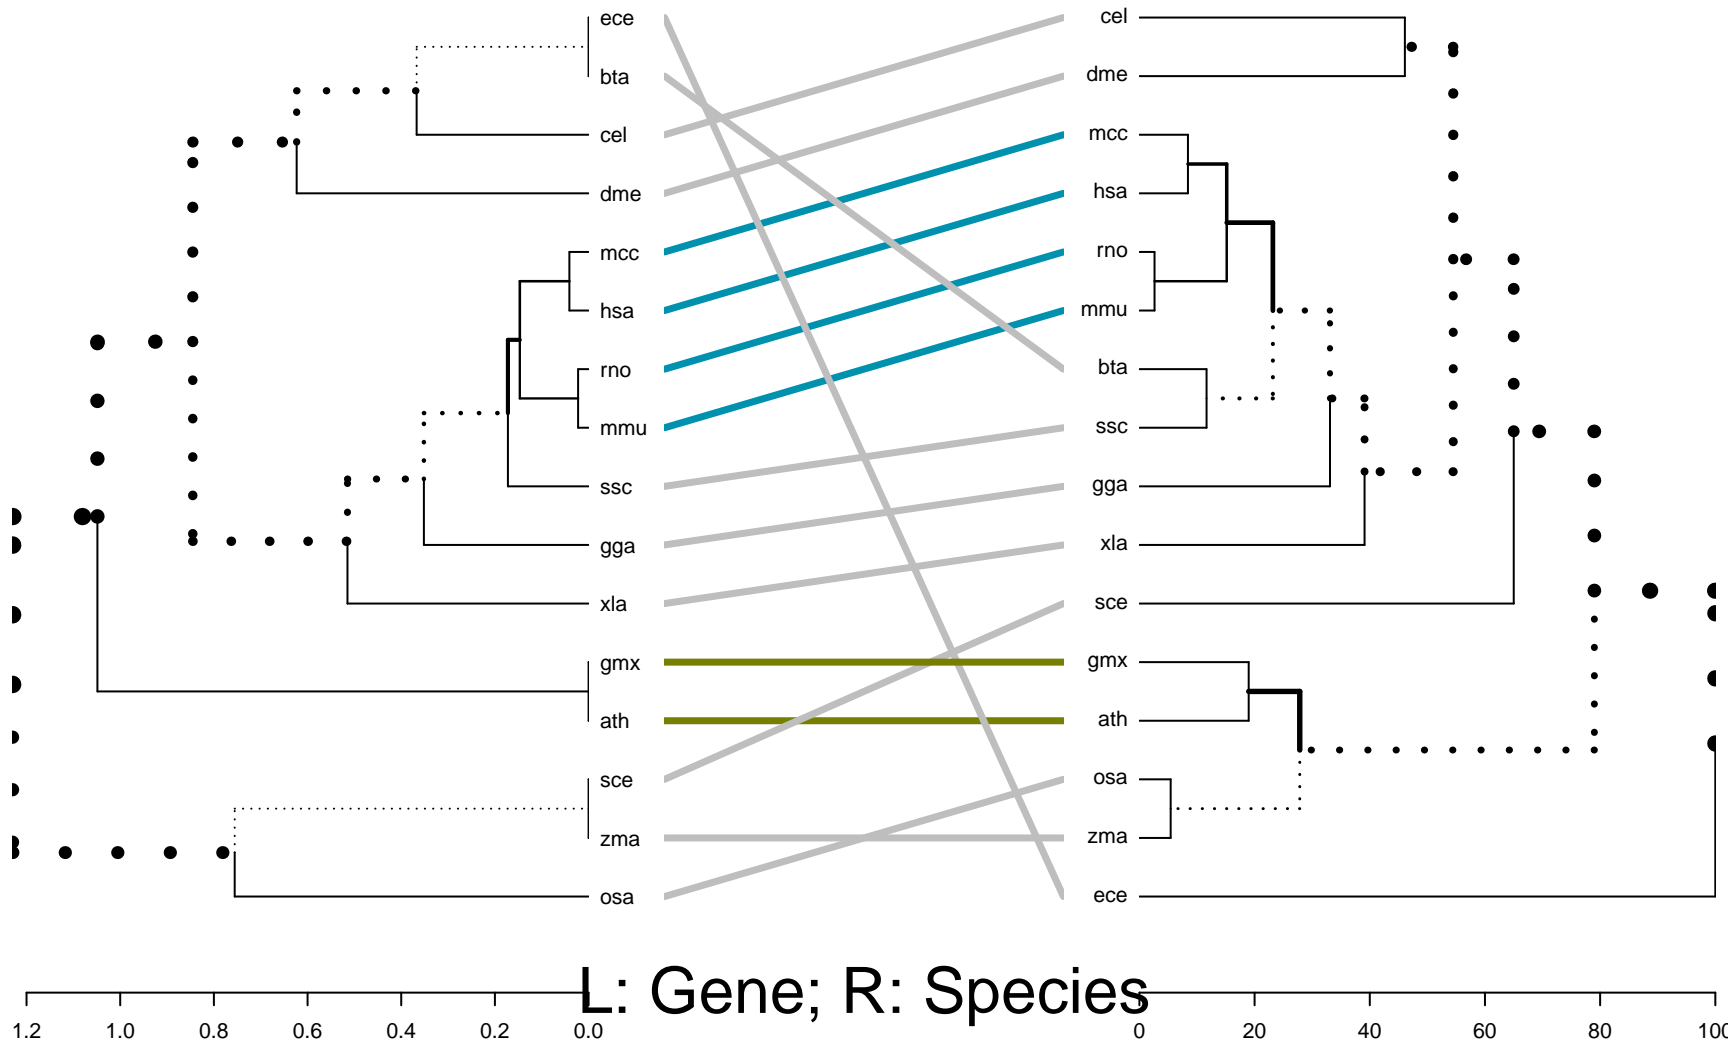 ece
bta
cel
dme
mcc
hsa
rno
mmu
ssc
gga
xla
gmx
ath
sce
zma
osa
cel
dme
mcc
hsa
rno
mmu
bta
ssc
gga
xla
sce
gmx
ath
osa
zma
ece
L: Gene; R: Species
1.2 1.0 0.8 0.6 0.4 0.2 0.0
0 20 40 60 80 100